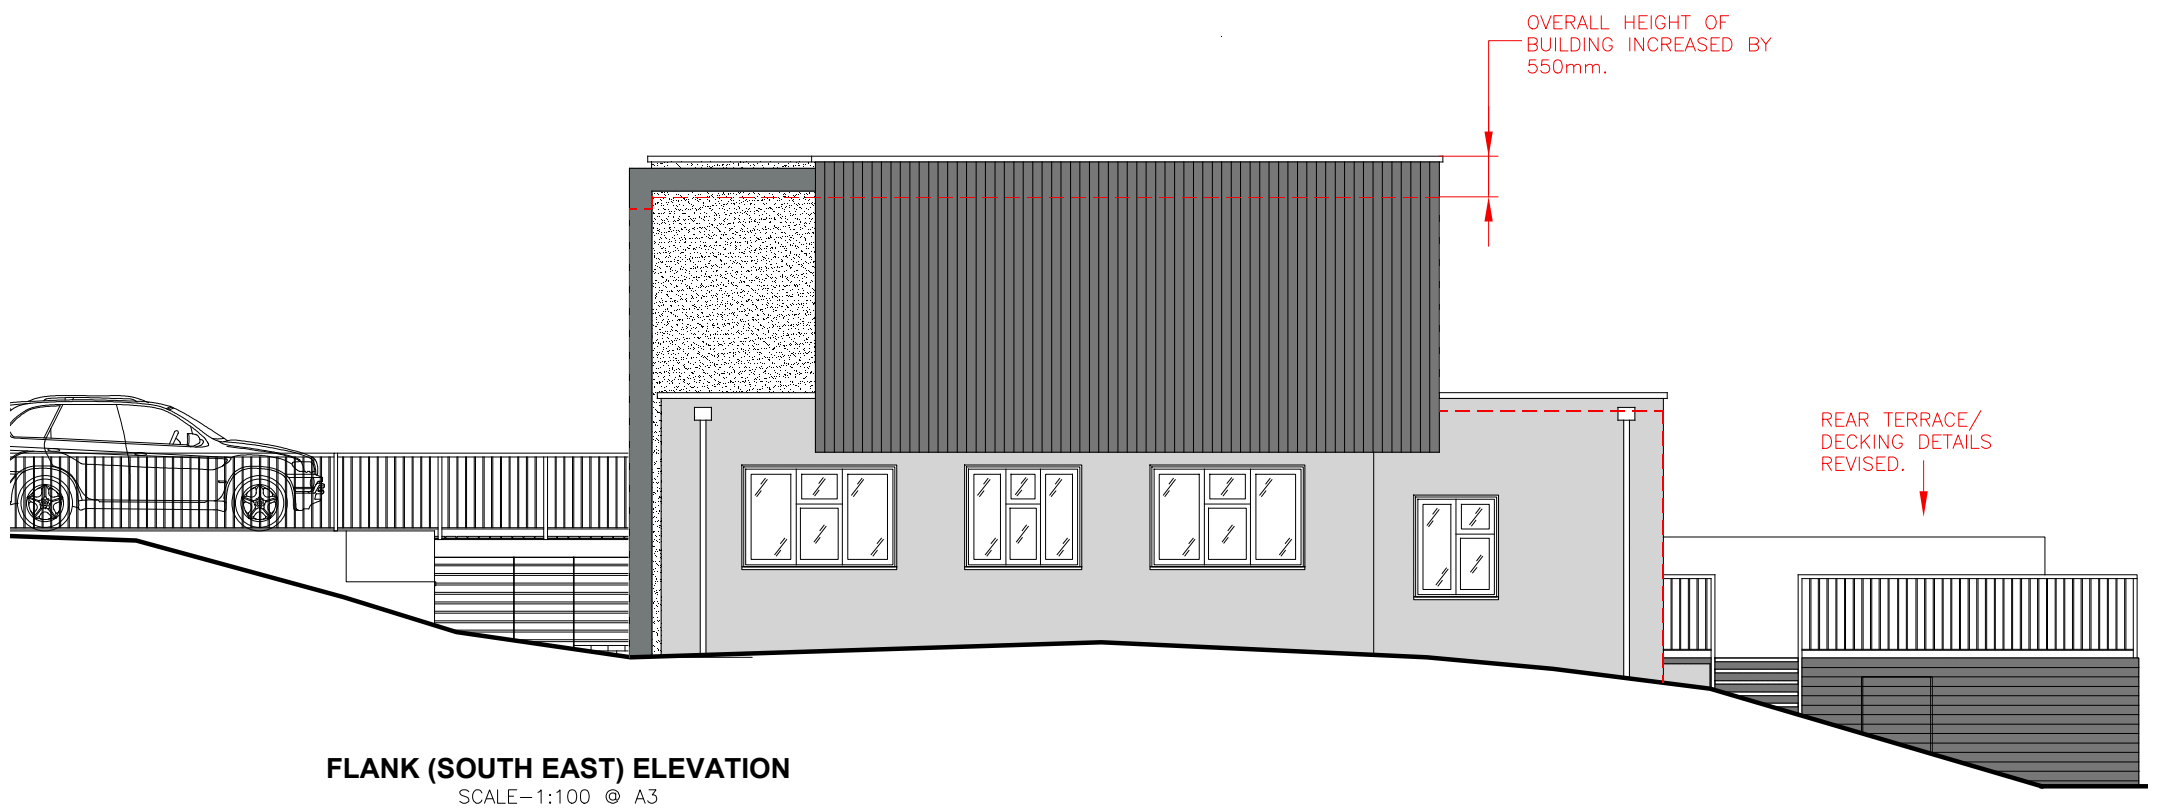 OVERALL HEIGHT OF
BUILDING INCREASED BY
550mm.
REAR TERRACE/
DECKING DETAILS
REVISED.
FLANK (SOUTH EAST) ELEVATION
SCALE-1:100 @ A3